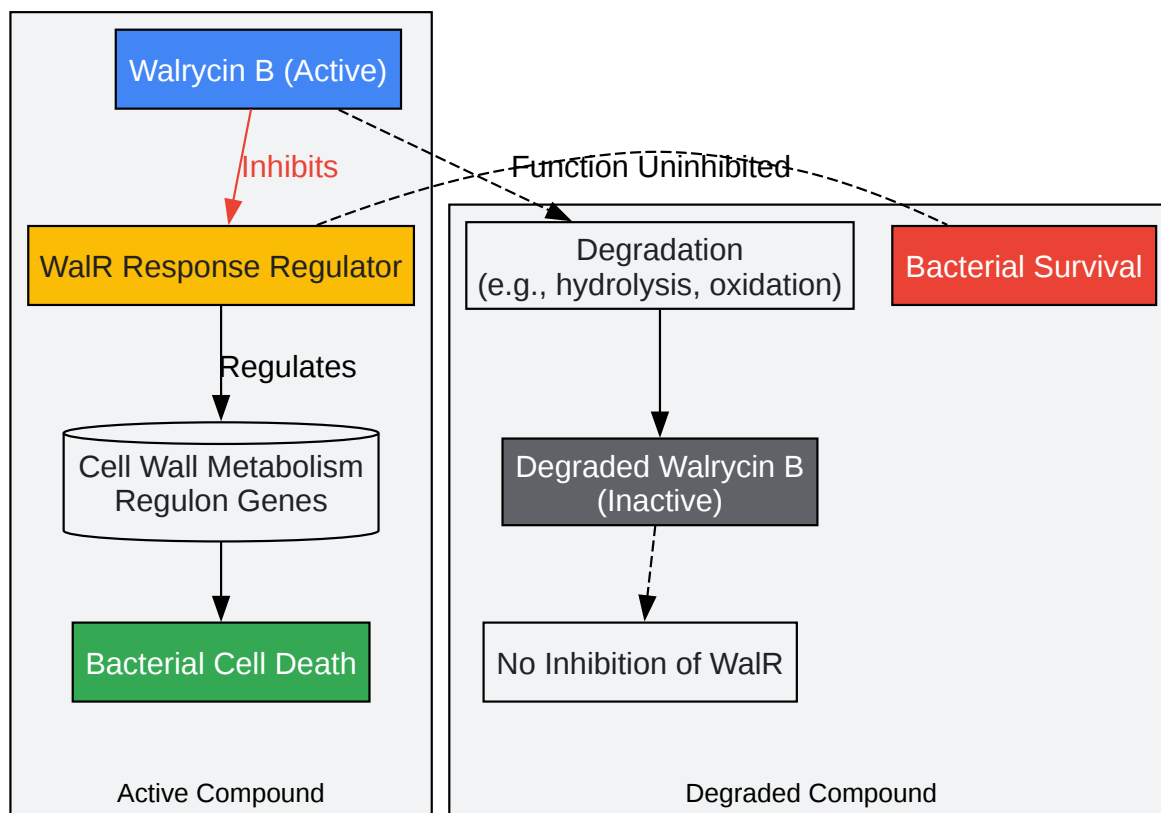 Walrycin B (Active)
Inhibits
Function Uninhibited
WalR Response Regulator
Degradation
(e.g., hydrolysis, oxidation)
Bacterial Survival
Regulates
Cell Wall Metabolism
Regulon Genes
Degraded Walrycin B
(Inactive)
Bacterial Cell Death
No Inhibition of WalR
Active Compound
Degraded Compound